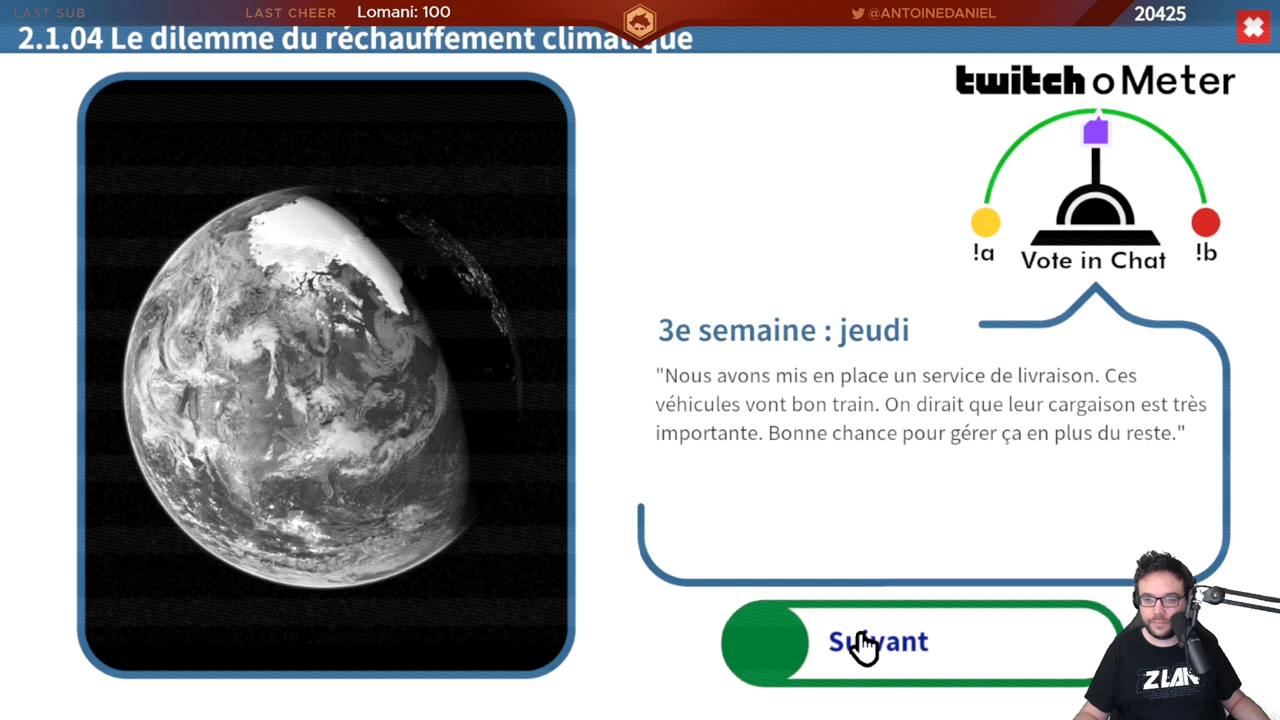 LAST SUB
LAST CHEER
Lomani: 100
@ANTOINEDANIEL
20425
2.1.04 Le dilemme du réchauffement climatique
twitch o Meter
!a
Vote in Chat
!b
3e semaine : jeudi
"Nous avons mis en place un service de livraison. Ces
véhicules vont bon train. On dirait que leur cargaison est très
importante. Bonne chance pour gérer ça en plus du reste."
Suivant
ZLAN